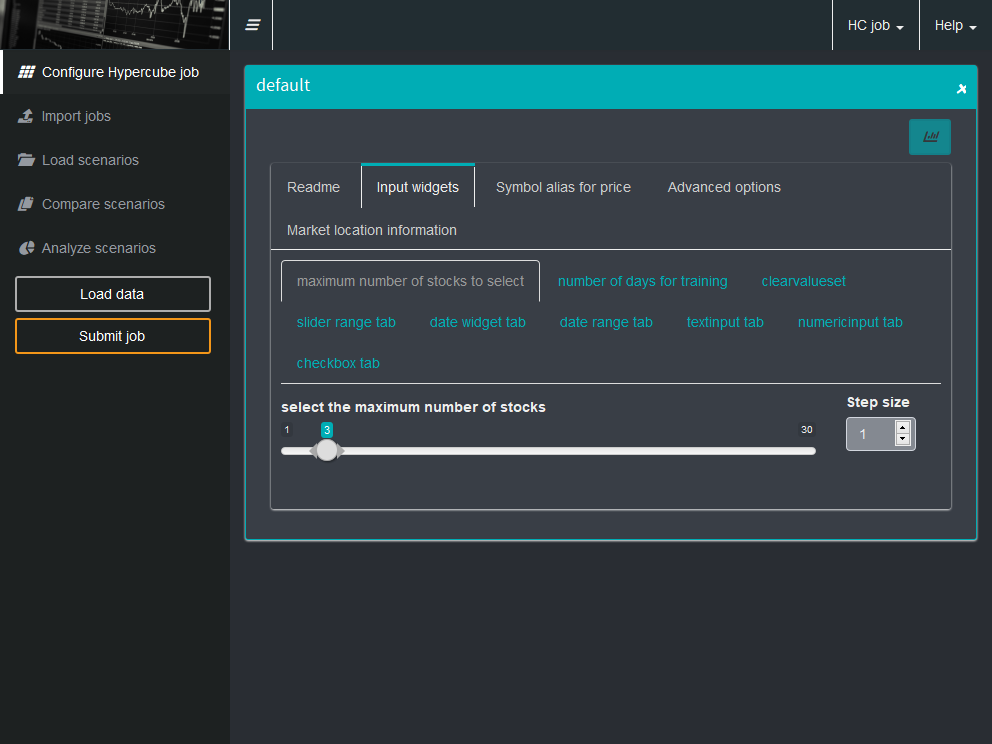 HC job
Help
Configure Hypercube job
Import jobs
Load scenarios
Compare scenarios
Analyze scenarios
Load data
Submit job
default
Readme
Input widgets
Symbol alias for price
Advanced options
Market location information
maximum number of stocks to select
number of days for training
clearvalueset
slider range tab
date widget tab
date range tab
textinput tab
numericinput tab
checkbox tab
select the maximum number of stocks
1
3
30
Step size
1